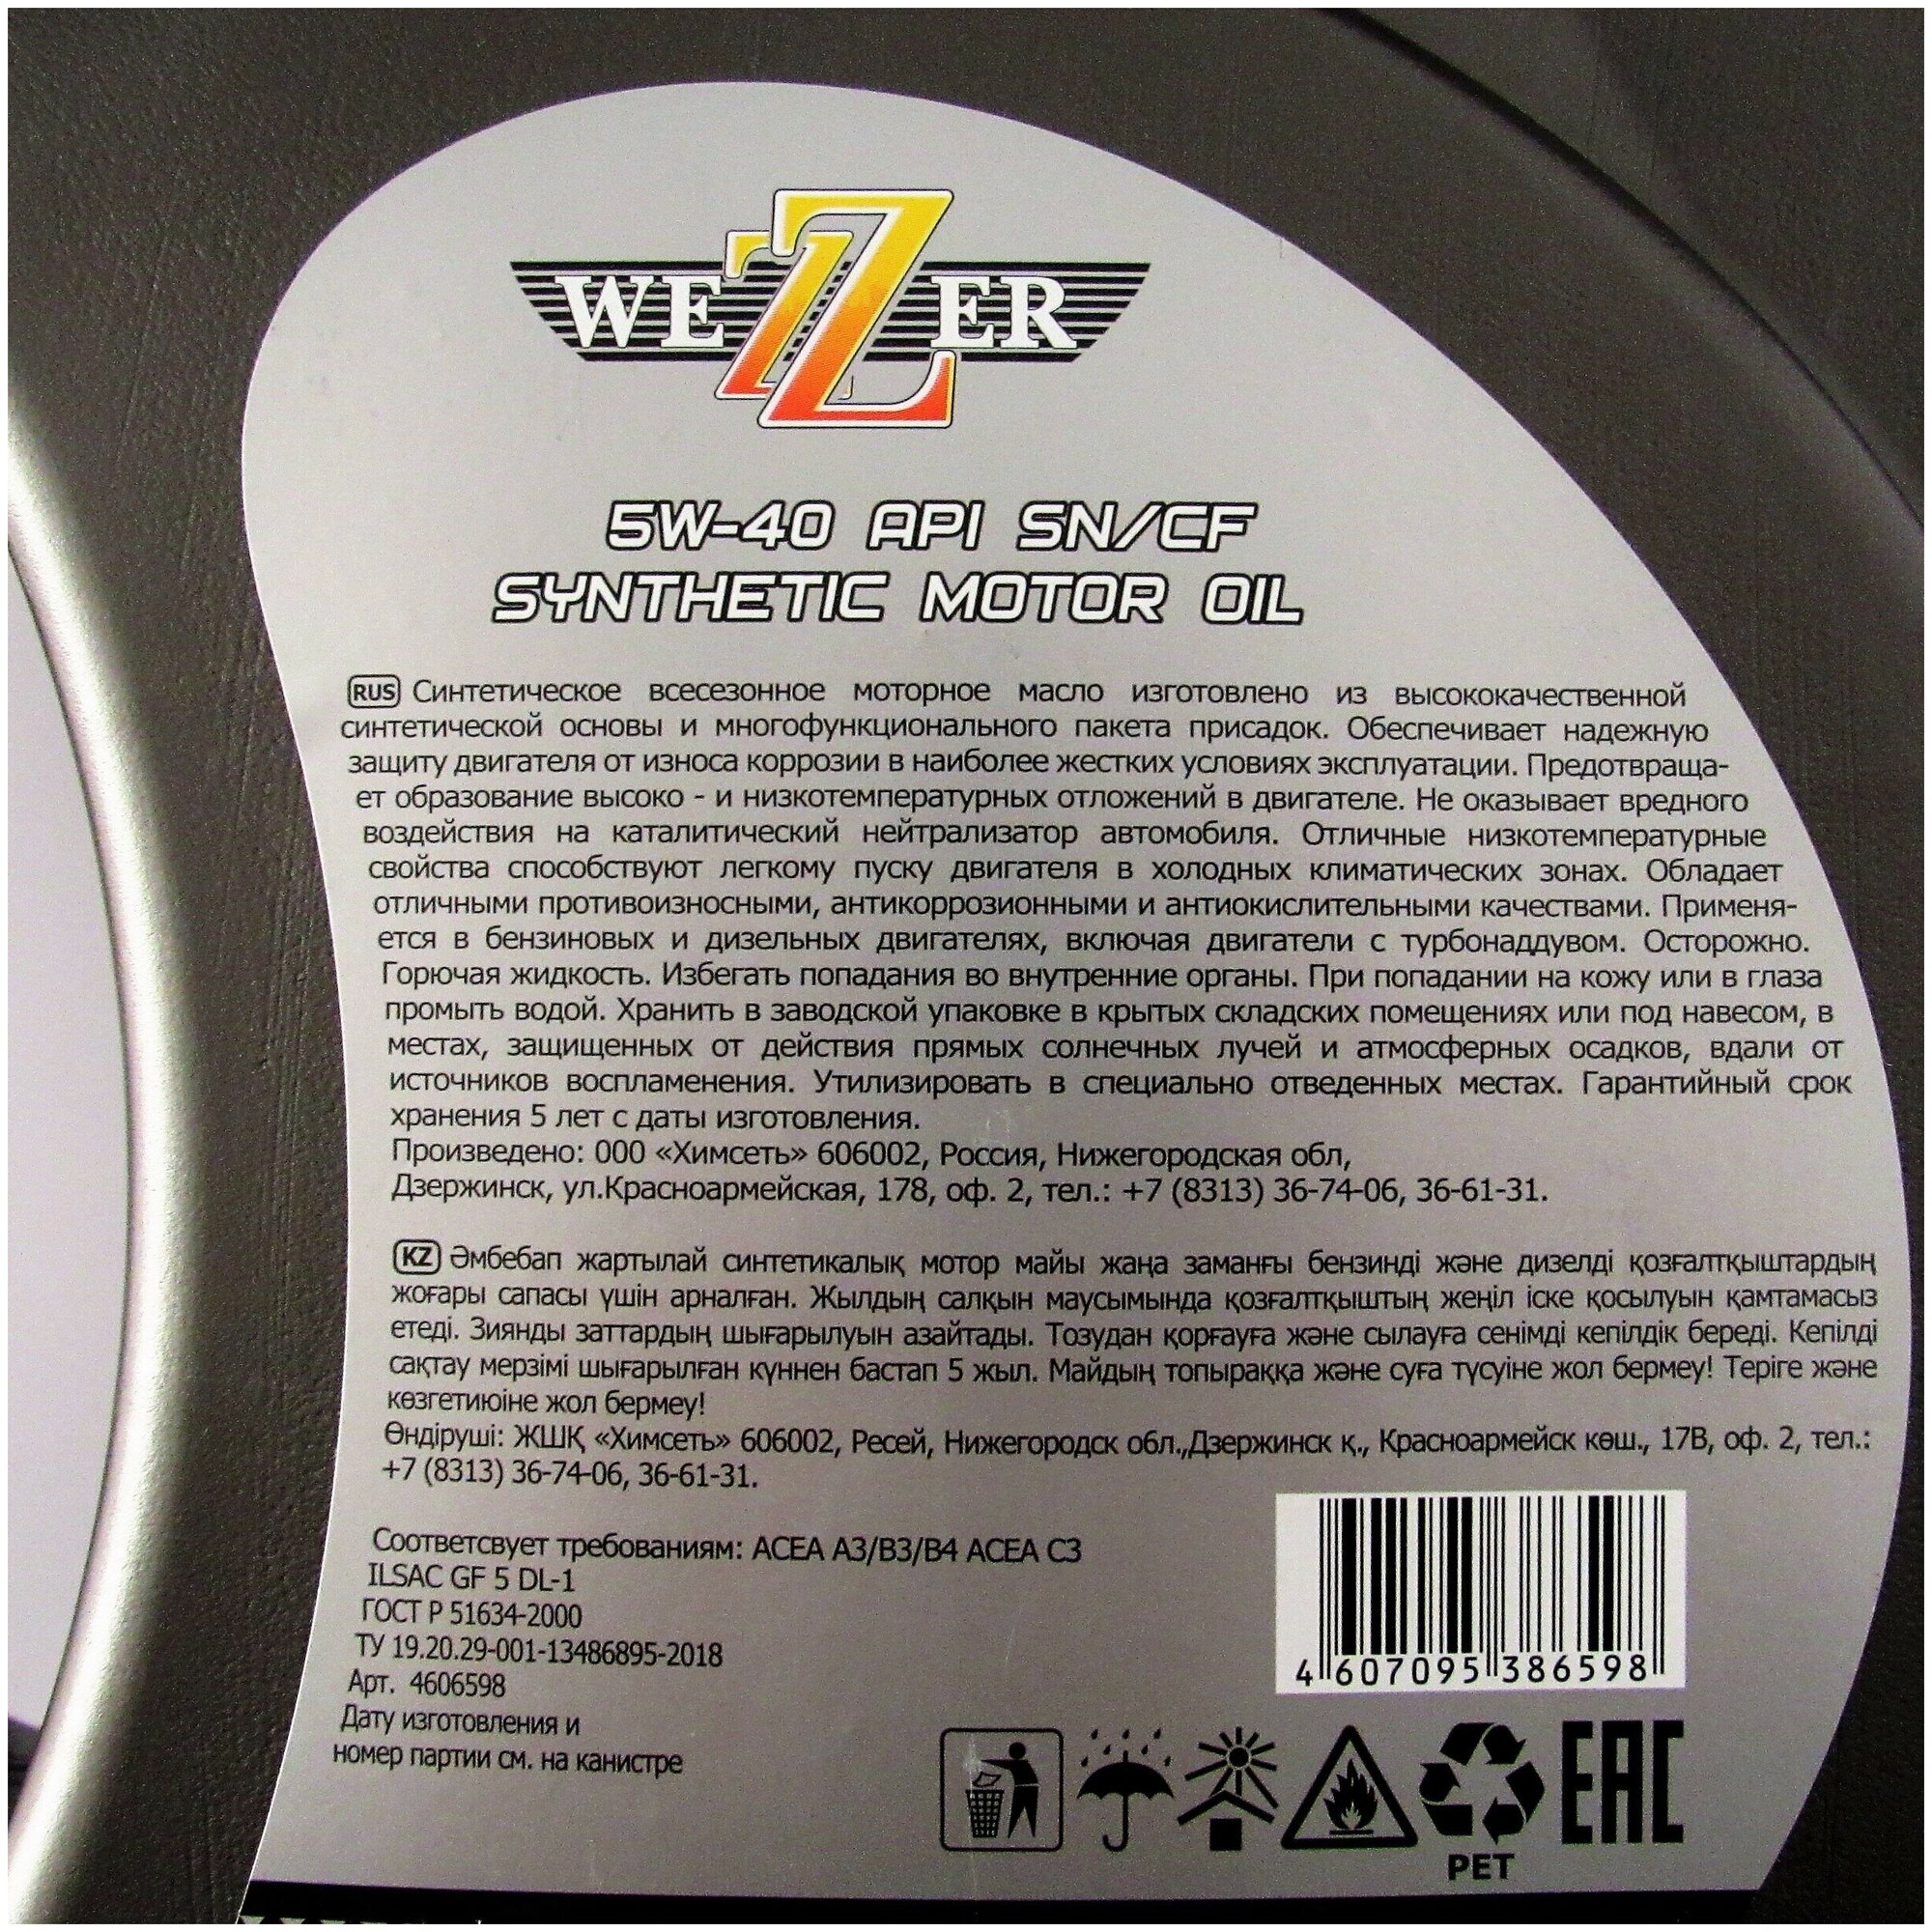 WEZZER
5W-40 API SN/CF
SYNTHETIC MOTOR OIL
RUS Синтетическое всесезонное моторное масло изготовлено из высококачественной
синтетической основы и многофункционального пакета присадок. Обеспечивает надежную
защиту двигателя от износа коррозии в наиболее жестких условиях эксплуатации. Предотвраща-
ет образование высоко - и низкотемпературных отложений в двигателе. Не оказывает вредного
воздействия на каталитический нейтрализатор автомобиля. Отличные низкотемпературные
свойства способствуют легкому пуску двигателя в холодных климатических зонах. Обладает
отличными противоизносными, антикоррозионными и антиокислительными качествами. Применя-
ется в бензиновых и дизельных двигателях, включая двигатели с турбонаддувом. Осторожно.
Горючая жидкость. Избегать попадания во внутренние органы. При попадании на кожу или в глаза
промыть водой. Хранить в заводской упаковке в крытых складских помещениях или под навесом, в
местах, защищенных от действия прямых солнечных лучей и атмосферных осадков, вдали от
источников воспламенения. Утилизировать в специально отведенных местах. Гарантийный срок
хранения 5 лет с даты изготовления.
Произведено: ООО «Химсеть» 606002, Россия, Нижегородская обл,
Дзержинск, ул.Красноармейская, 17В, оф. 2, тел.: +7 (8313) 36-74-06, 36-61-31.
KZ Әмбебап жартылай синтетикалық мотор майы жаңа заманғы бензинді және дизелді қозғалтқыштардың
жоғары сапасы үшін арналған. Жылдың салқын маусымында қозғалтқыштың жеңіл іске қосылуын қамтамасыз
етеді. Зиянды заттардың шығарылуын азайтады. Тозудан қорғауға және сылауға сенімді кепілдік береді. Кепілді
сақтау мерзімі шығарылған күннен бастап 5 жыл. Майдың топыраққа және суға түсуіне жол бермеу! Теріге және
көзгетиюіне жол бермеу!
Өндіруші: ЖШҚ «Химсеть» 606002, Ресей, Нижегородск обл.,Дзержинск қ., Красноармейск көш., 17В, оф. 2, тел.:
+7 (8313) 36-74-06, 36-61-31.
Соответсвует требованиям: ACEA A3/B3/B4 ACEA C3
ILSAC GF 5 DL-1
ГОСТ Р 51634-2000
ТУ 19.20.29-001-13486895-2018
Арт. 4606598
Дату изготовления и
номер партии см. на канистре
4 607095 386598
PET
EAC